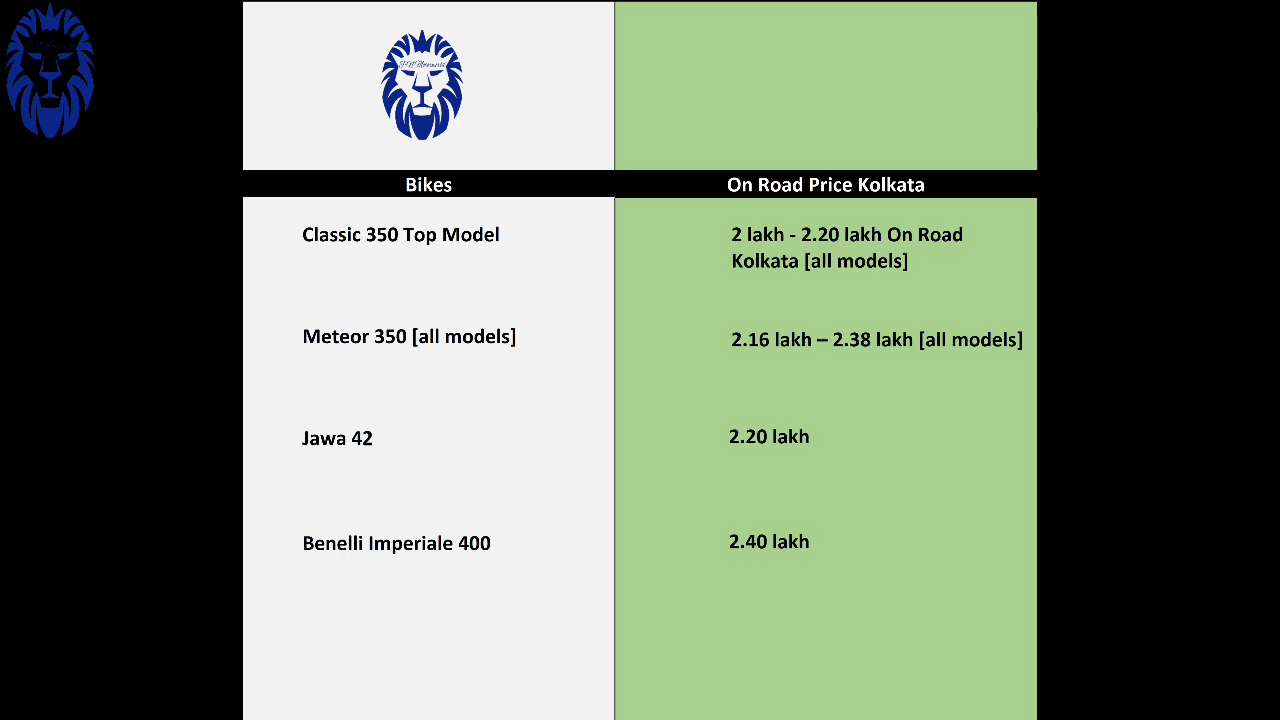 Bikes
On Road Price Kolkata
Classic 350 Top Model
2 lakh - 2.20 lakh On Road
Kolkata [all models]
Meteor 350 [all models]
2.16 lakh – 2.38 lakh [all models]
Jawa 42
2.20 lakh
Benelli Imperiale 400
2.40 lakh